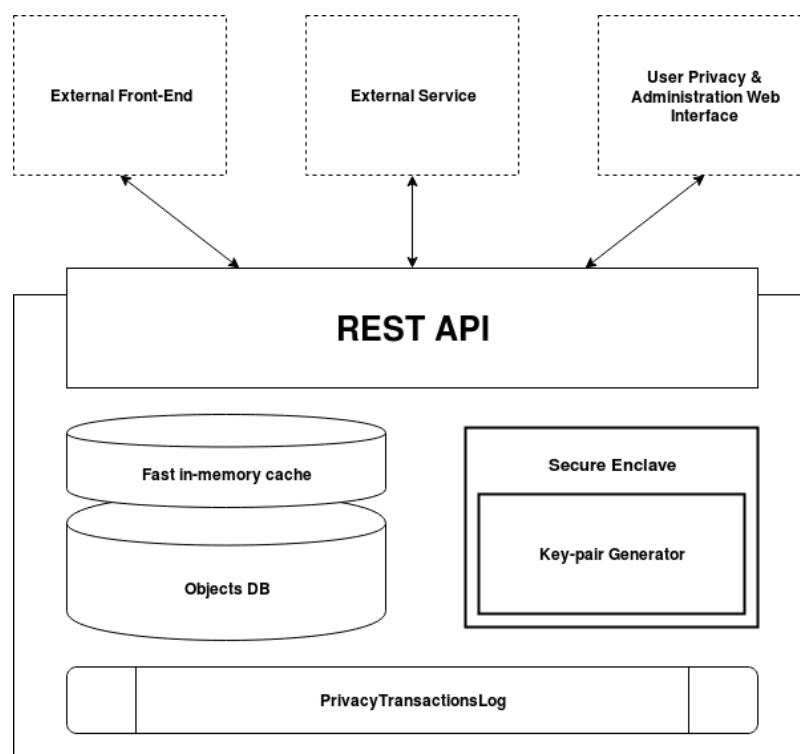 External Front-End
External Service
User Privacy &
Administration Web
Interface
REST API
Fast in-memory cache
Secure Enclave
Key-pair Generator
Objects DB
PrivacyTransactionsLog